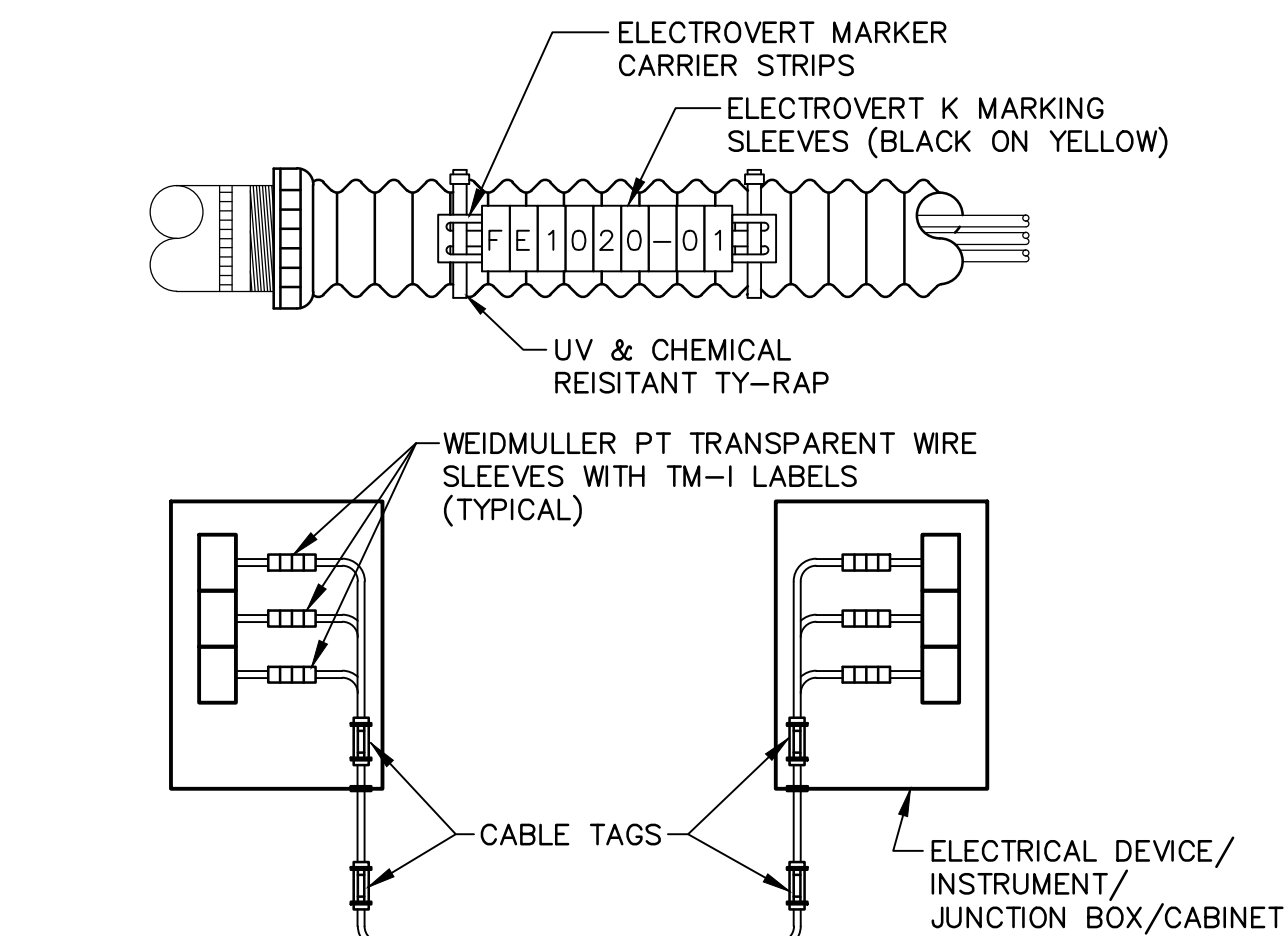 ELECTROVERT MARKER
CARRIER STRIPS
ELECTROVERT K MARKING
SLEEVES (BLACK ON YELLOW)
FE1020-01
UV & CHEMICAL
REISITANT TY-RAP
WEIDMULLER PT TRANSPARENT WIRE
SLEEVES WITH TM-I LABELS
(TYPICAL)
CABLE TAGS
ELECTRICAL DEVICE/
INSTRUMENT/
JUNCTION BOX/CABINET